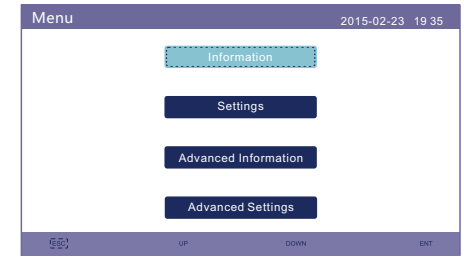 Menu 2015-02-23 19 35
Information
Settings
Advanced Information
Advanced Settings
ESC UP DOWN ENT